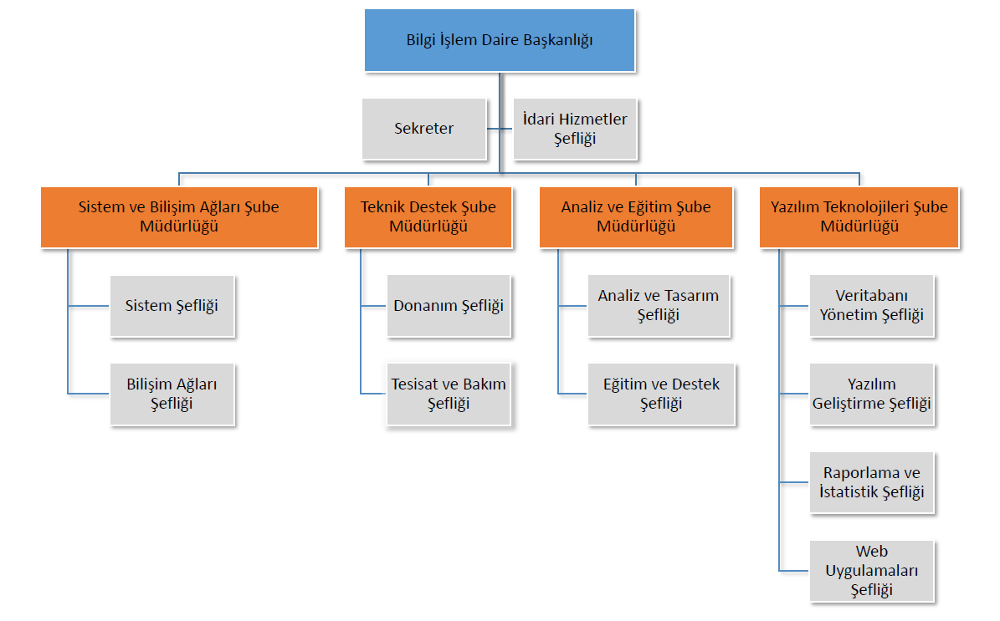 Bilgi İşlem Daire Başkanlığı
Sekreter
İdari Hizmetler
Şefliği
Sistem ve Bilişim Ağları Şube
Müdürlüğü
Teknik Destek Şube
Müdürlüğü
Analiz ve Eğitim Şube
Müdürlüğü
Yazılım Teknolojileri Şube
Müdürlüğü
Sistem Şefliği
Bilişim Ağları
Şefliği
Donanım Şefliği
Tesisat ve Bakım
Şefliği
Analiz ve Tasarım
Şefliği
Eğitim ve Destek
Şefliği
Veritabanı
Yönetim Şefliği
Yazılım
Geliştirme Şefliği
Raporlama ve
İstatistik Şefliği
Web
Uygulamaları
Şefliği